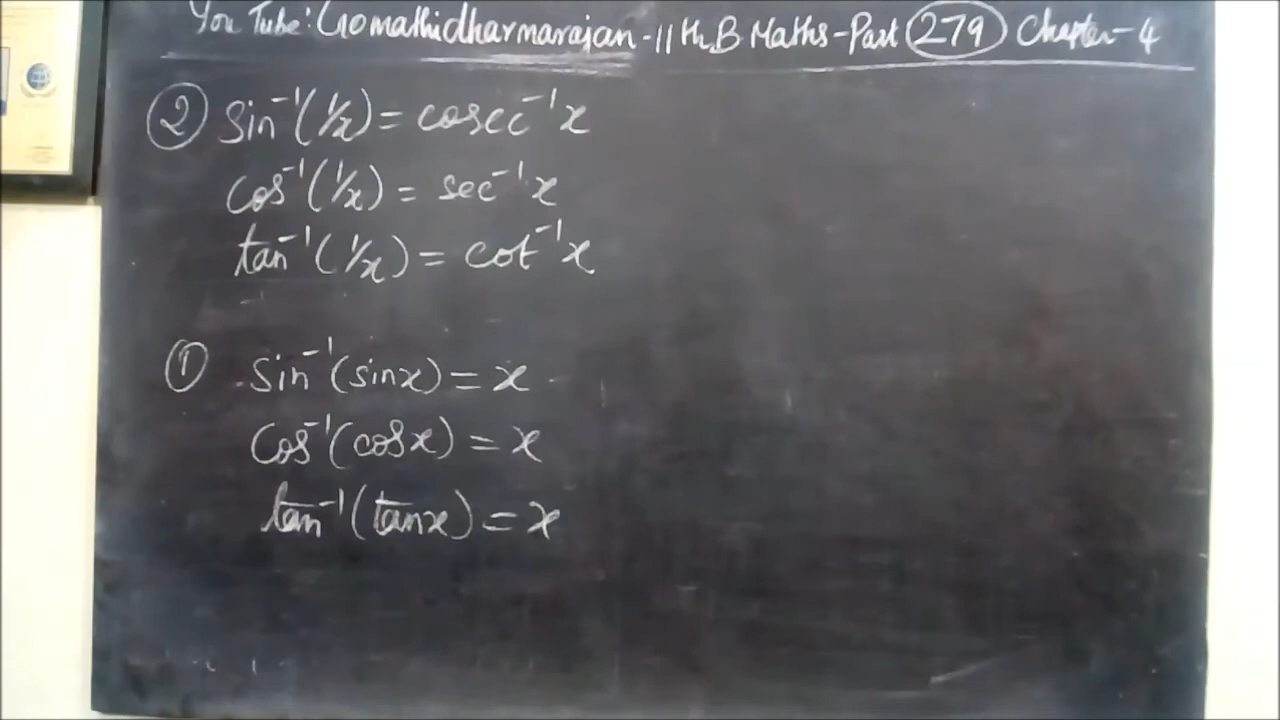 You Tube: Gomathidharmarajan - 11th B Maths - Part 279 Chapter - 4
② sin⁻¹(1/x) = cosec⁻¹x
cos⁻¹(1/x) = sec⁻¹x
tan⁻¹(1/x) = cot⁻¹x
① sin⁻¹(sinx) = x
cos⁻¹(cosx) = x
tan⁻¹(tanx) = x